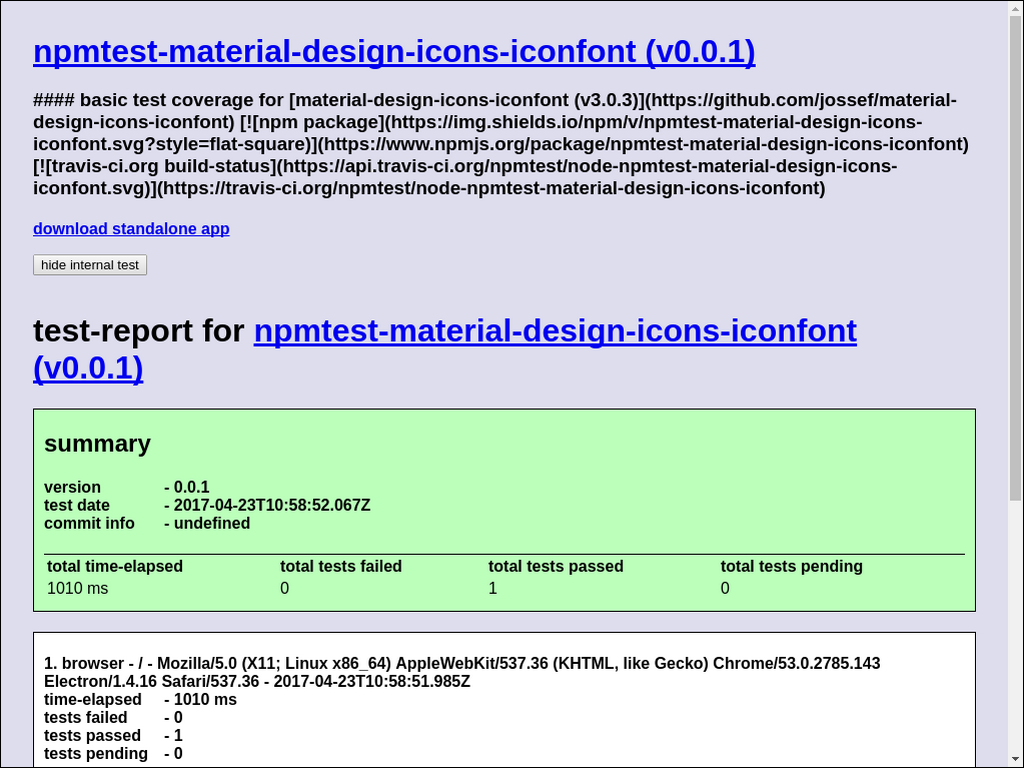 npmtest-material-design-icons-iconfont (v0.0.1)
#### basic test coverage for [material-design-icons-iconfont (v3.0.3)](https://github.com/jossef/material-
design-icons-iconfont) [![npm package](https://img.shields.io/npm/v/npmtest-material-design-icons-
iconfont.svg?style=flat-square)](https://www.npmjs.org/package/npmtest-material-design-icons-iconfont)
[![travis-ci.org build-status](https://api.travis-ci.org/npmtest/node-npmtest-material-design-icons-
iconfont.svg)](https://travis-ci.org/npmtest/node-npmtest-material-design-icons-iconfont)
download standalone app
hide internal test
test-report for npmtest-material-design-icons-iconfont
(v0.0.1)
summary
version - 0.0.1
test date - 2017-04-23T10:58:52.067Z
commit info - undefined
total time-elapsed total tests failed total tests passed total tests pending
1010 ms 0 1 0
1. browser - / - Mozilla/5.0 (X11; Linux x86_64) AppleWebKit/537.36 (KHTML, like Gecko) Chrome/53.0.2785.143
Electron/1.4.16 Safari/537.36 - 2017-04-23T10:58:51.985Z
time-elapsed - 1010 ms
tests failed - 0
tests passed - 1
tests pending - 0